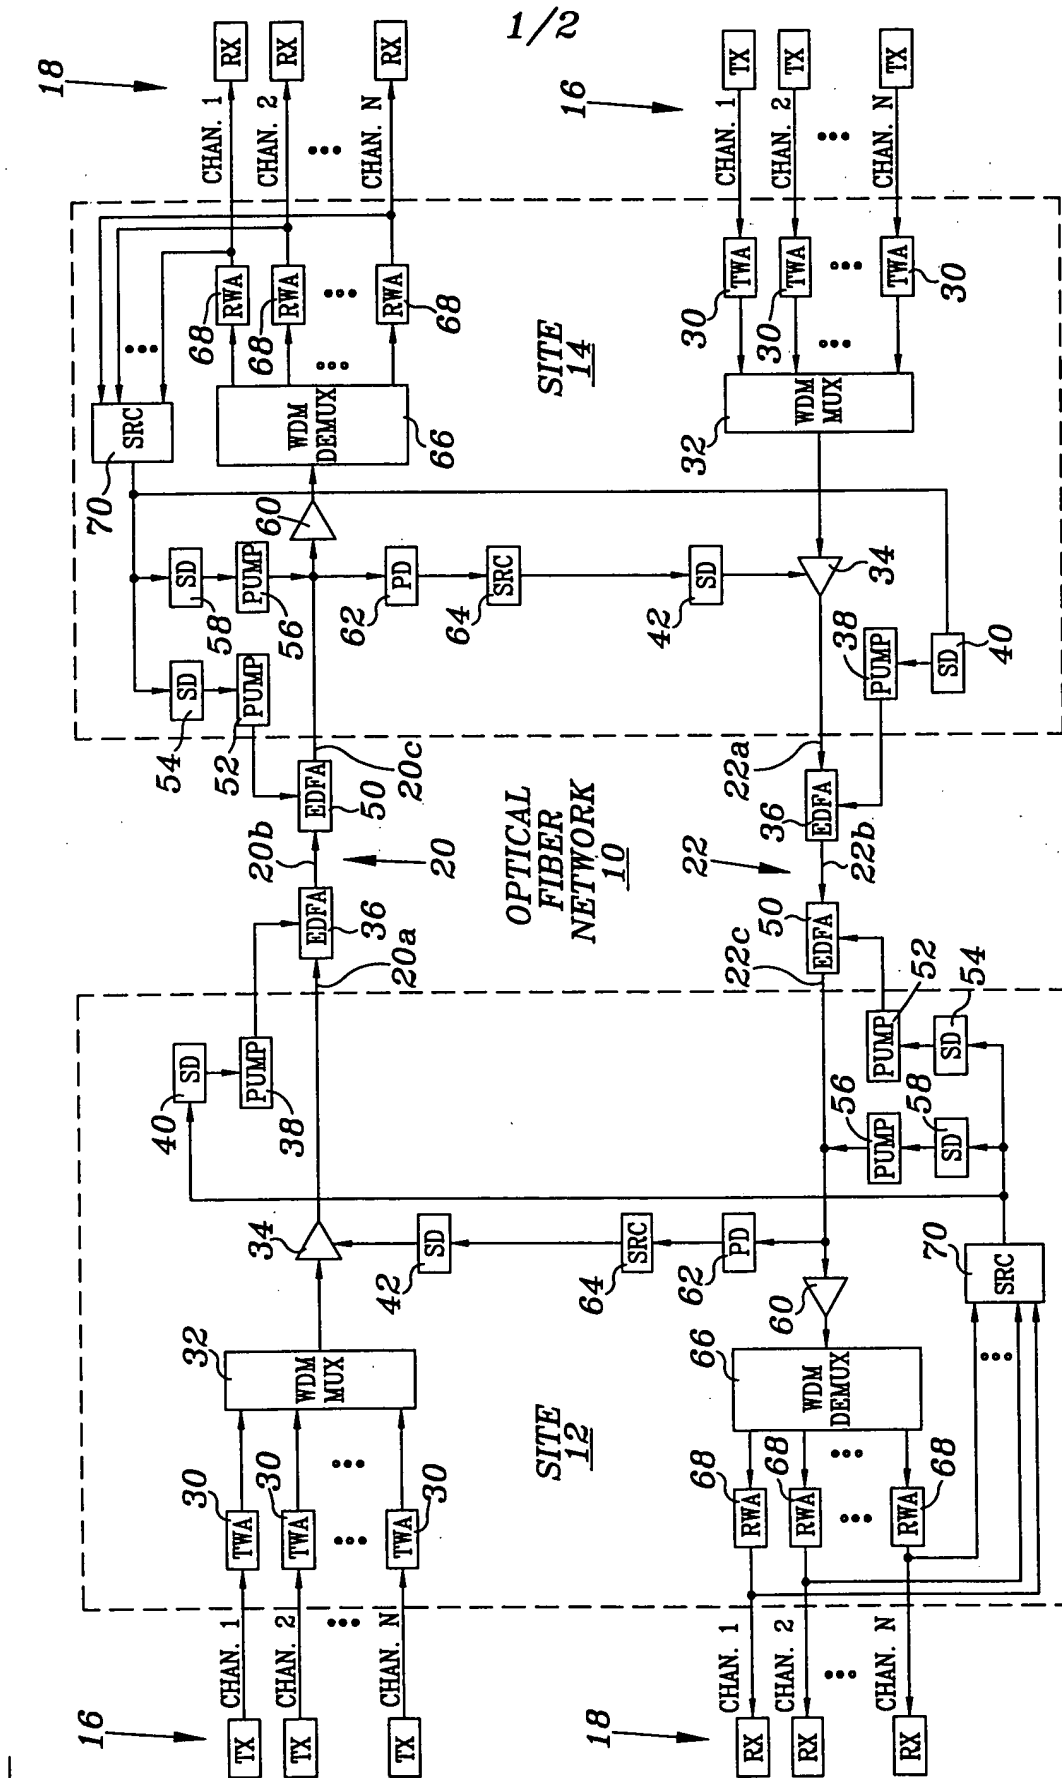 1/2
16
TX
CHAN. 1
30
TWA
TX
CHAN. 2
30
TWA
TX
CHAN. N
TWA
30
32
WDM
MUX
34
40
SD
PUMP
38
20a
EDFA
36
20b
20
EDFA
50
20c
54
SD
52
PUMP
SD
58
PUMP
56
70
SRC
60
WDM
DEMUX
66
68
RWA
68
RWA
RWA
68
CHAN. 1
RX
CHAN. 2
RX
CHAN. N
RX
18
SITE
12
42
SD
64
SRC
62
PD
OPTICAL
FIBER
NETWORK
10
PD
62
SRC
64
SD
42
SITE
14
18
RX
CHAN. 1
68
RWA
RX
CHAN. 2
68
RWA
RX
CHAN. N
RWA
68
66
WDM
DEMUX
60
70
SRC
56
PUMP
58
SD
52
PUMP
54
SD
22c
EDFA
50
22
22b
EDFA
36
22a
38
PUMP
SD
40
34
32
WDM
MUX
30
TWA
30
TWA
TWA
30
16
CHAN. 1
TX
CHAN. 2
TX
CHAN. N
TX